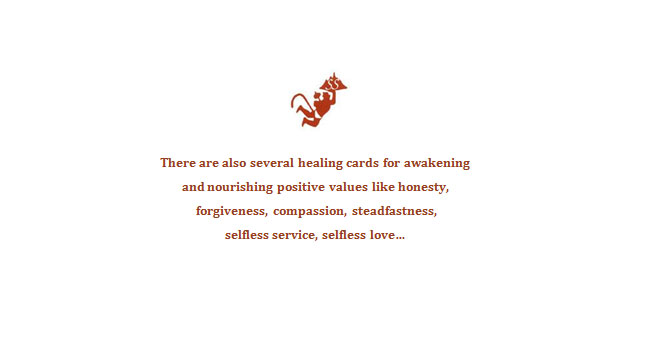 There are also several healing cards for awakening
and nourishing positive values like honesty,
forgiveness, compassion, steadfastness,
selfless service, selfless love...